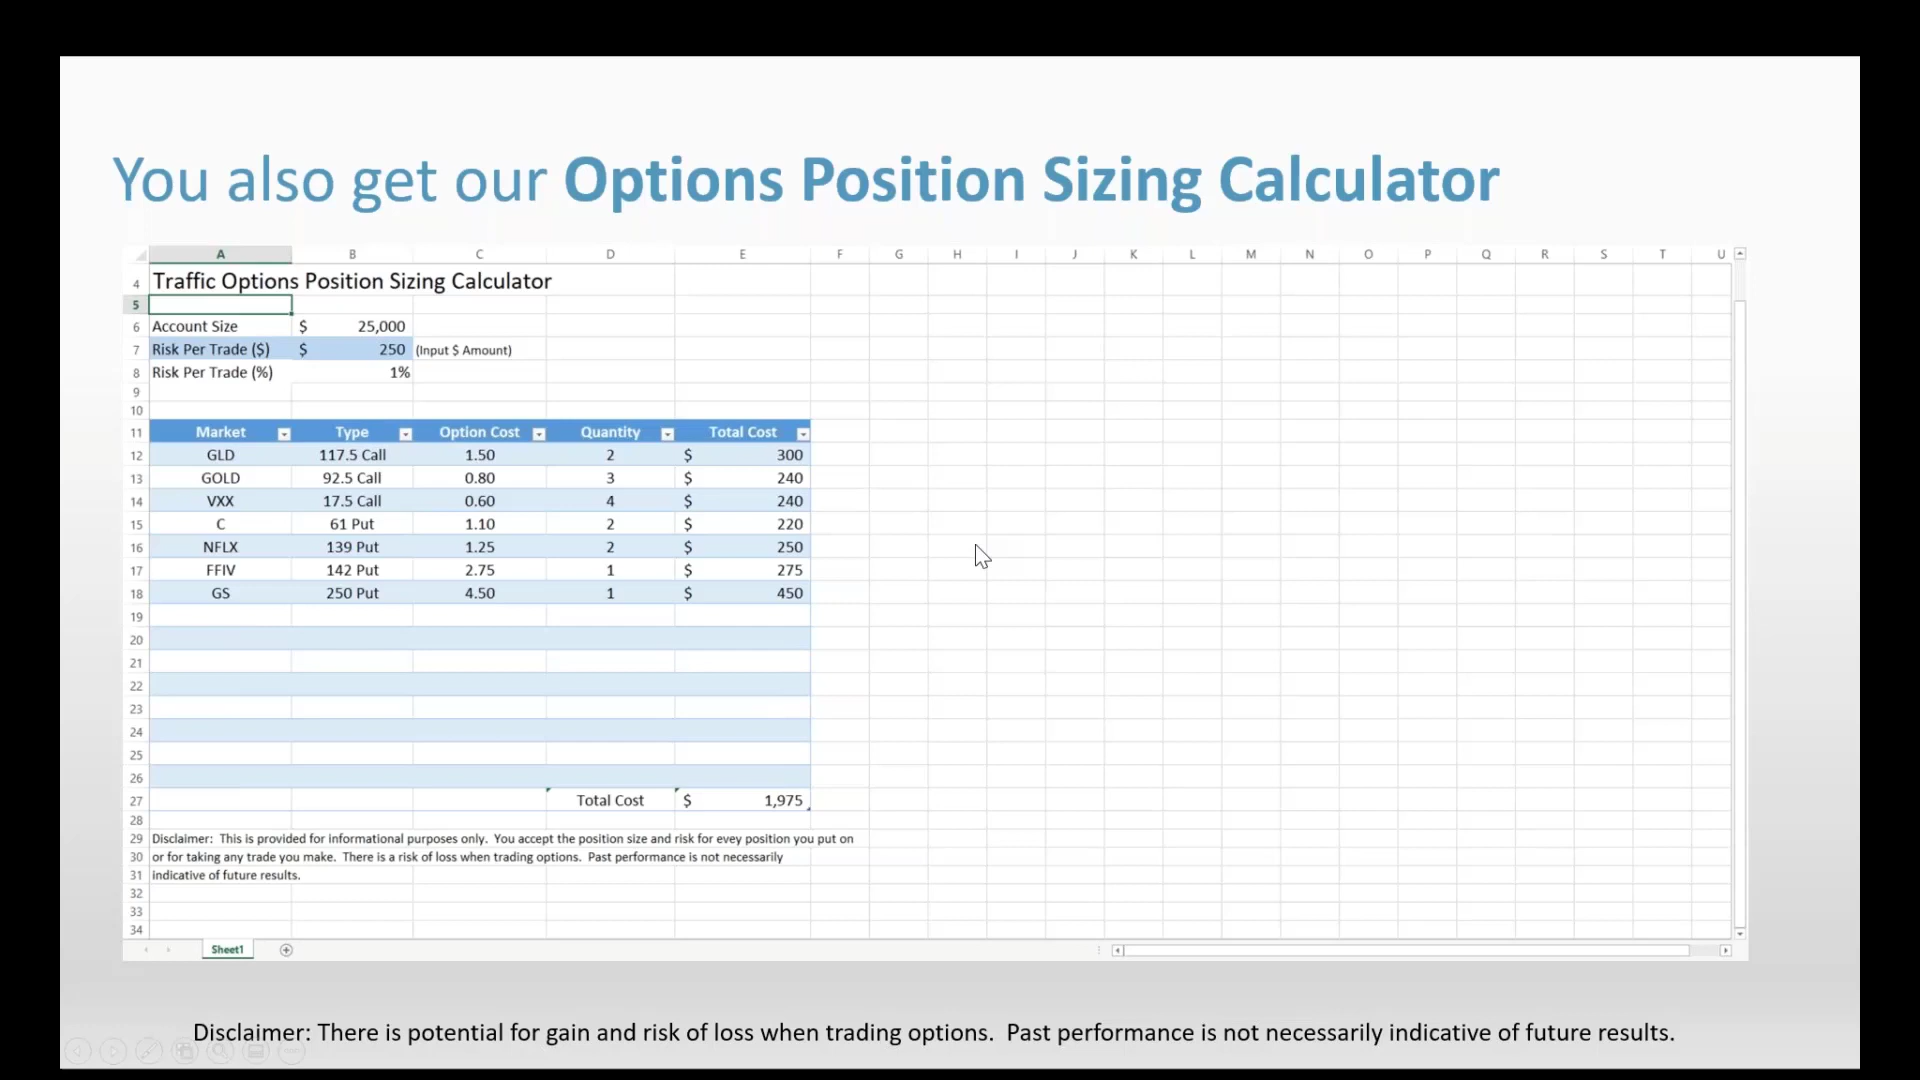 You also get our Options Position Sizing Calculator
A B C D E F G H I J K L M N O P Q R S T U
4 Traffic Options Position Sizing Calculator
5
6 Account Size $ 25,000
7 Risk Per Trade ($) $ 250 (Input $ Amount)
8 Risk Per Trade (%) 1%
9
10
11 Market Type Option Cost Quantity Total Cost
12 GLD 117.5 Call 1.50 2 $ 300
13 GOLD 92.5 Call 0.80 3 $ 240
14 VXX 17.5 Call 0.60 4 $ 240
15 C 61 Put 1.10 2 $ 220
16 NFLX 139 Put 1.25 2 $ 250
17 FFIV 142 Put 2.75 1 $ 275
18 GS 250 Put 4.50 1 $ 450
19
20
21
22
23
24
25
26
27 Total Cost $ 1,975
28
29 Disclaimer: This is provided for informational purposes only. You accept the position size and risk for evey position you put on
30 or for taking any trade you make. There is a risk of loss when trading options. Past performance is not necessarily
31 indicative of future results.
32
33
34
Sheet1
Disclaimer: There is potential for gain and risk of loss when trading options. Past performance is not necessarily indicative of future results.